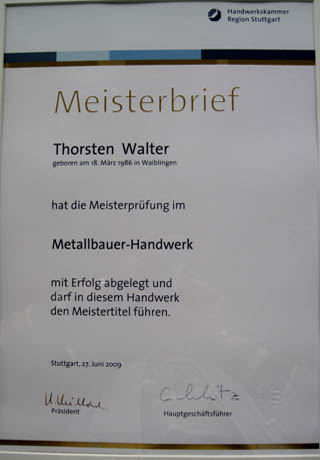 Handwerkskammer
Region Stuttgart
Meisterbrief
Thorsten Walter
geboren am 18. März 1986 in Waiblingen
hat die Meisterprüfung im
Metallbauer-Handwerk
mit Erfolg abgelegt und
darf in diesem Handwerk
den Meistertitel führen.
Stuttgart, 27. Juni 2009
Präsident
Hauptgeschäftsführer